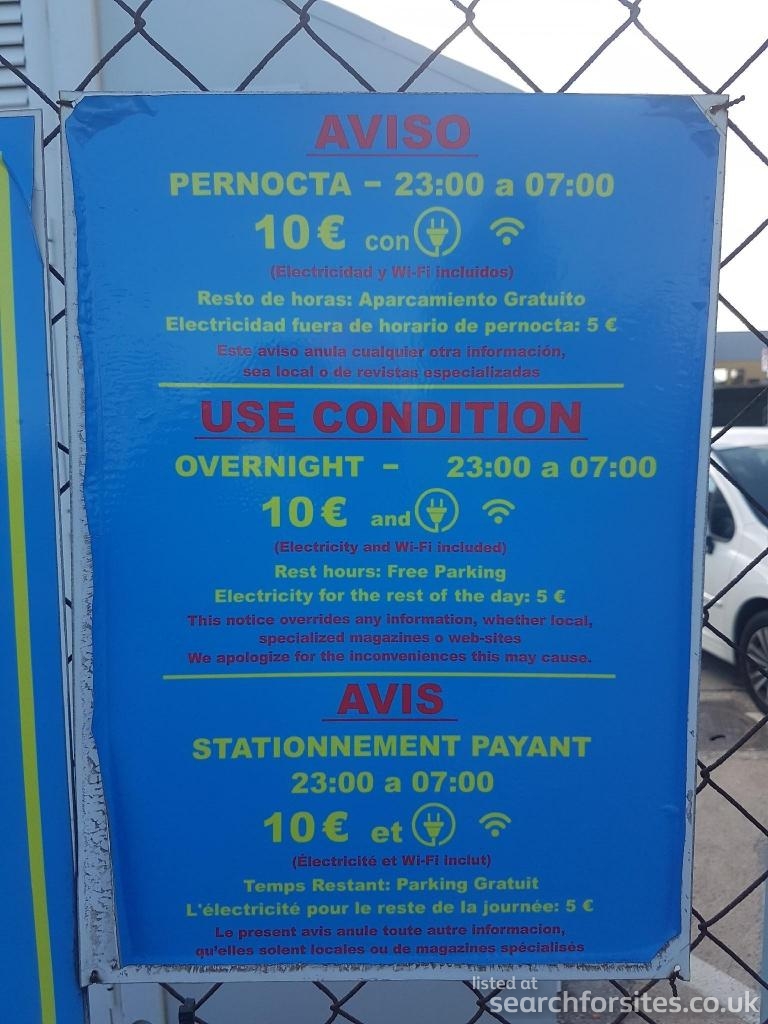 AVISO
PERNOCTA - 23:00 a 07:00
10€ con
(Electricidad y Wi-Fi incluidos)
Resto de horas: Aparcamiento Gratuito
Electricidad fuera de horario de pernocta: 5 €
Este aviso anula cualquier otra información,
sea local o de revistas especializadas
USE CONDITION
OVERNIGHT - 23:00 a 07:00
10€ and
(Electricity and Wi-Fi included)
Rest hours: Free Parking
Electricity for the rest of the day: 5 €
This notice overrides any information, whether local,
specialized magazines o web-sites
We apologize for the inconveniences this may cause.
AVIS
STATIONNEMENT PAYANT
23:00 a 07:00
10€ et
(Électricité et Wi-Fi inclut)
Temps Restant: Parking Gratuit
L'électricité pour le reste de la journée: 5 €
Le present avis anule toute autre informacion,
qu'elles solent locales ou de magazines spécialisés
listed at
searchforsites.co.uk